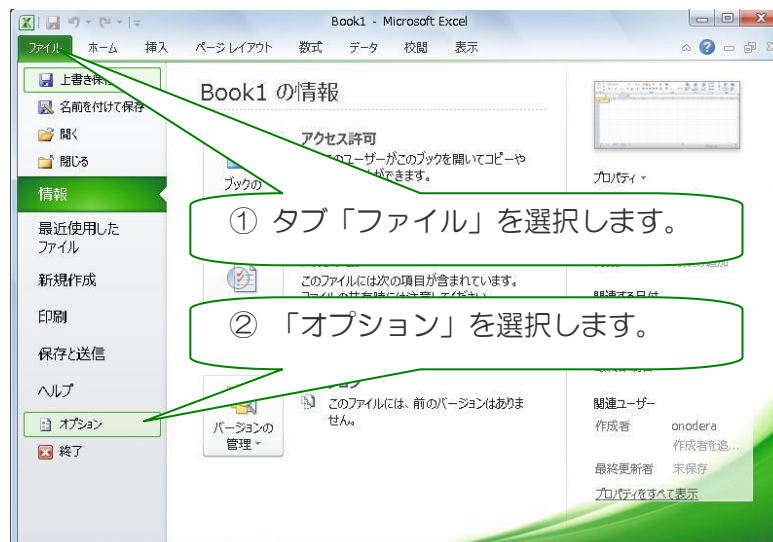 Book1 - Microsoft Excel
ファイル ホーム 挿入 ページ レイアウト 数式 データ 校閲 表示
上書き保存
名前を付けて保存
開く
閉じる
情報
最近使用した
ファイル
新規作成
印刷
保存と送信
ヘルプ
オプション
終了
Book1 の情報
アクセス許可
ユーザーがこのブックを開いてコピーや
できます。
ブックの
① タブ「ファイル」を選択します。
このファイルには次の項目が含まれています。
② 「オプション」を選択します。
バージョンの
管理
このファイルには、前のバージョンはありま
せん。
プロパティ
関連ユーザー
作成者 onodera
作成者を追...
最終更新者 未保存
プロパティをすべて表示